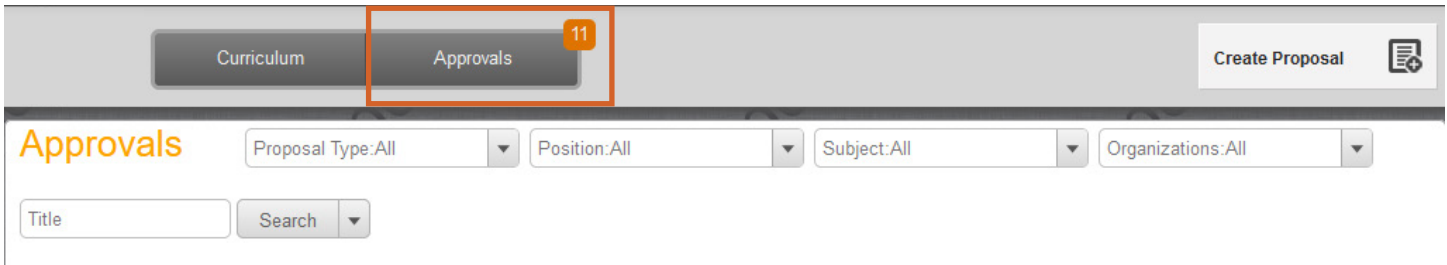 11
Curriculum Approvals Create Proposal
Approvals Proposal Type:All Position:All Subject:All Organizations:All
Title Search